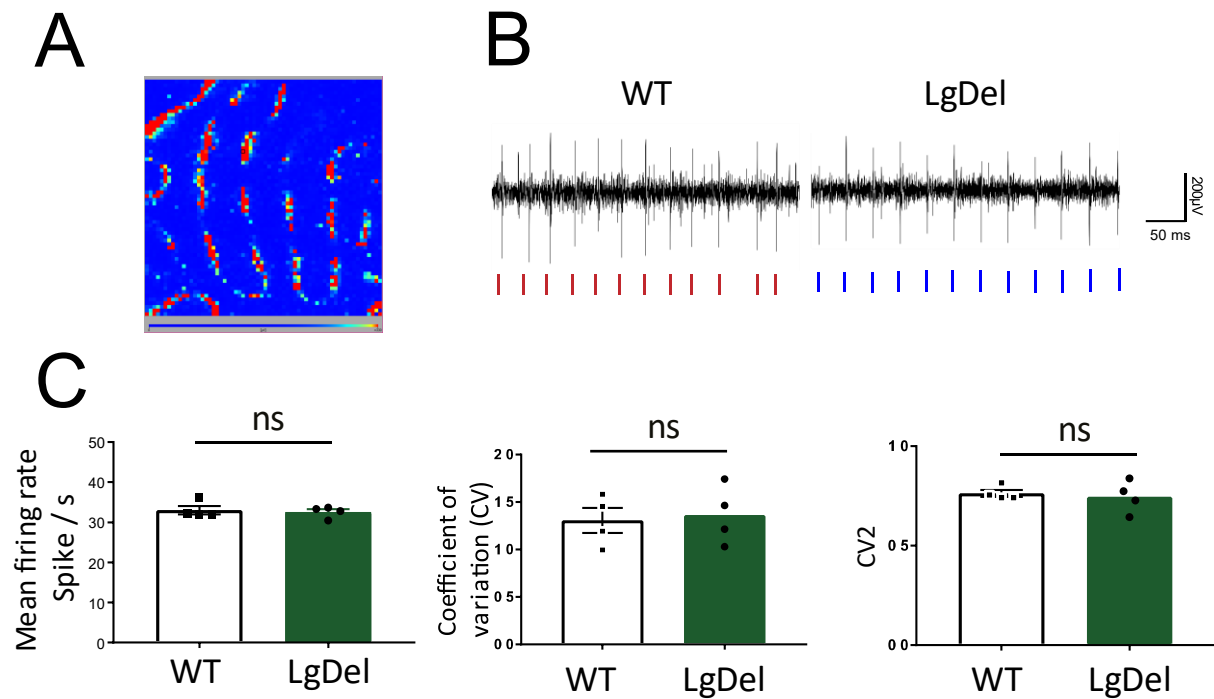 A
B
WT
LgDel
200µV
50 ms
C
ns
Mean firing rate
Spike / s
50
40
30
20
10
0
WT
LgDel
ns
Coefficient of
variation (CV)
2 0
1 5
1 0
0 5
0 0
WT
LgDel
ns
CV2
1 0
0 5
0 0
WT
LgDel